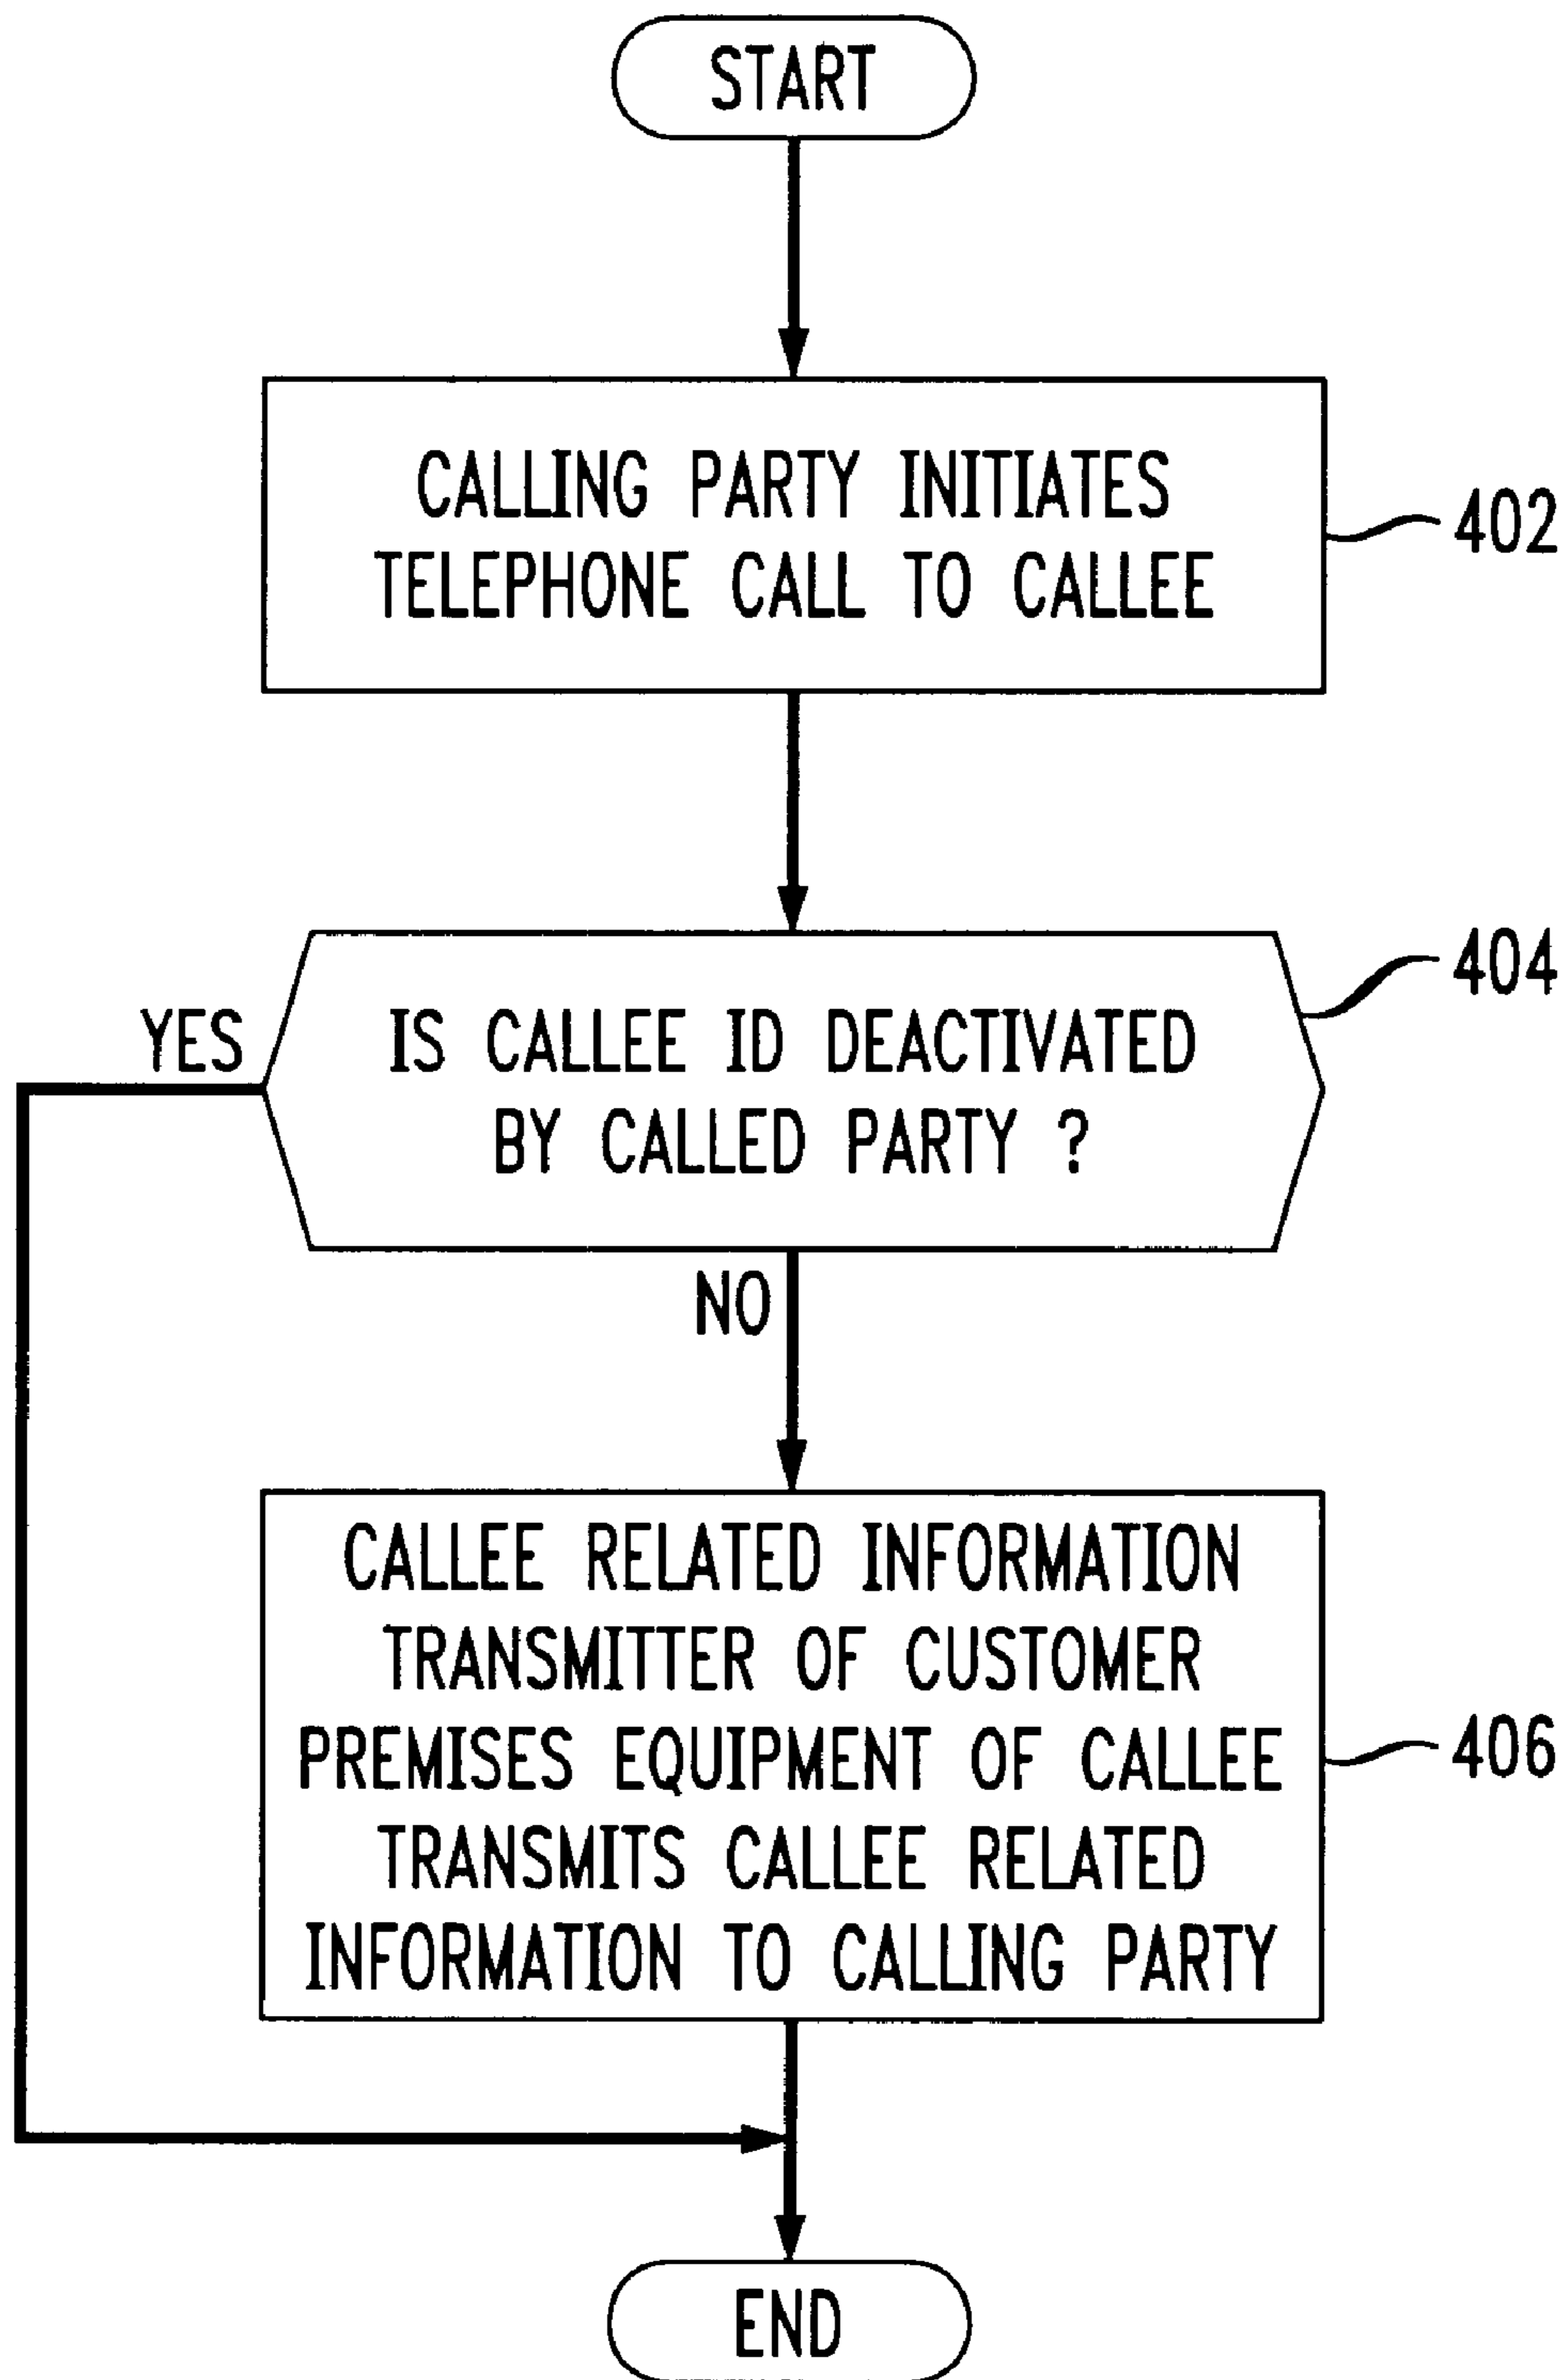 START
CALLING PARTY INITIATES
TELEPHONE CALL TO CALLEE
402
IS CALLEE ID DEACTIVATED
BY CALLED PARTY ?
404
YES
NO
CALLEE RELATED INFORMATION
TRANSMITTER OF CUSTOMER
PREMISES EQUIPMENT OF CALLEE
TRANSMITS CALLEE RELATED
INFORMATION TO CALLING PARTY
406
END